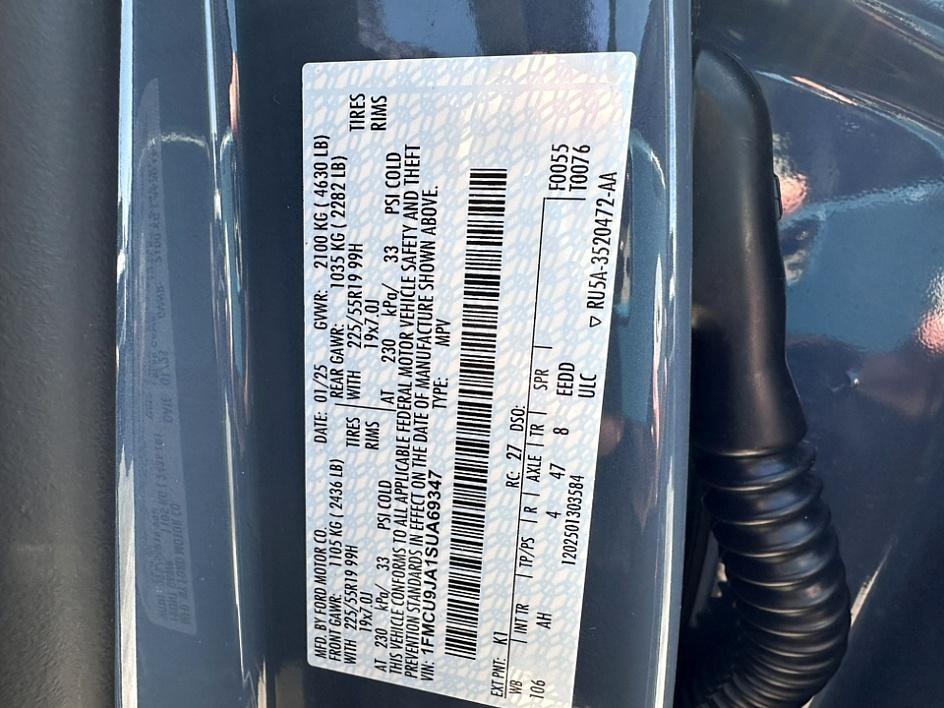 MFD. BY FORD MOTOR CO. DATE: 01/25 GVWR: 2100 KG ( 4630 LB)
FRONT GAWR: 1105 KG ( 2436 LB) REAR GAWR: 1035 KG ( 2282 LB)
WITH 225/55R19 99H TIRES WITH 225/55R19 99H TIRES
19x7.0J RIMS 19x7.0J RIMS
AT 230 kPa/ 33 PSI COLD AT 230 kPa/ 33 PSI COLD
THIS VEHICLE CONFORMS TO ALL APPLICABLE FEDERAL MOTOR VEHICLE SAFETY AND THEFT
PREVENTION STANDARDS IN EFFECT ON THE DATE OF MANUFACTURE SHOWN ABOVE.
VIN: 1FMCU9JA1SUA69347 TYPE: MPV
EXT PNT: K1 RC: 27 DSO: F0055
WB INT TR TP/PS R AXLE TR SPR T0076
106 AH 4 47 8 EEDD
UIC
1202501303584 ▽ RU5A-3520472-AA